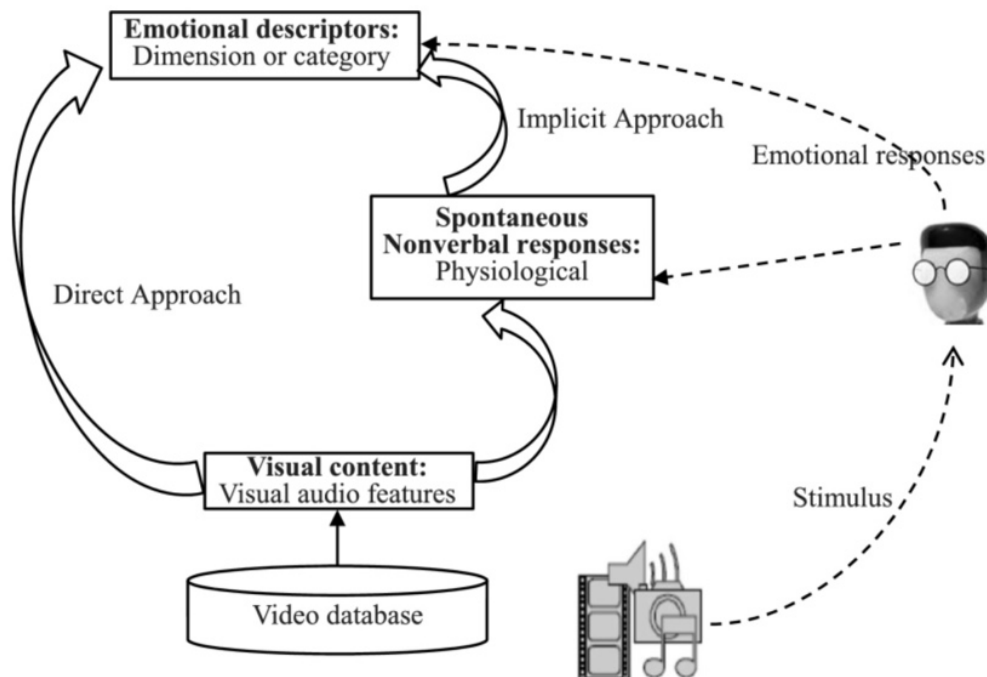 Emotional descriptors:
Dimension or category
Implicit Approach
Emotional responses
Spontaneous
Nonverbal responses:
Physiological
Direct Approach
Visual content:
Visual audio features
Stimulus
Video database